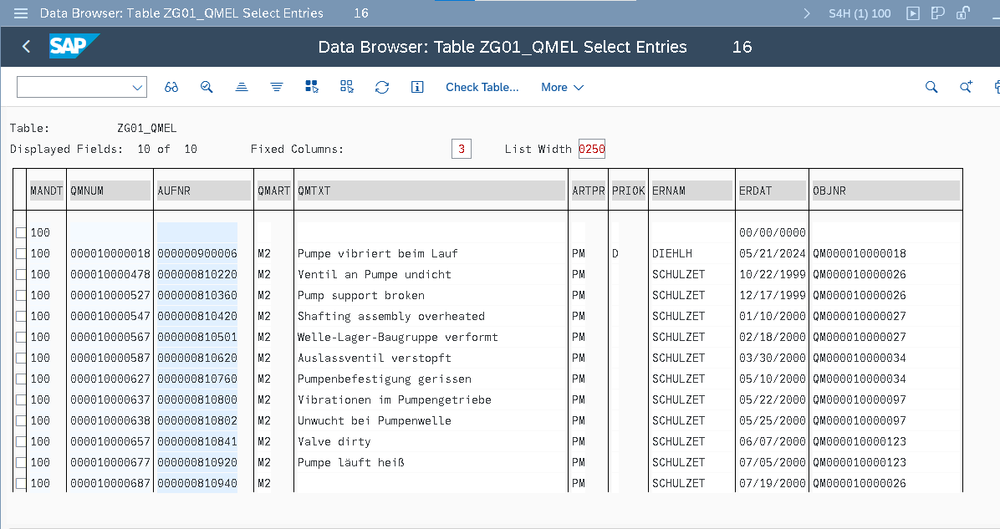 Data Browser: Table ZG01_QMEL Select Entries 16
S4H (1) 100
SAP Data Browser: Table ZG01_QMEL Select Entries 16
Check Table... More
Table: ZG01_QMEL
Displayed Fields: 10 of 10 Fixed Columns: 3 List Width 0250
MANDT QMNUM AUFNR QMART QMTXT ARTPR PRIOK ERNAM ERDAT OBJNR
100 00/00/0000
100 000010000018 000000900006 M2 Pumpe vibriert beim Lauf PM D DIEHLH 05/21/2024 QM000010000018
100 000010000478 000000810220 M2 Ventil an Pumpe undicht PM SCHULZET 10/22/1999 QM000010000026
100 000010000527 000000810360 M2 Pump support broken PM SCHULZET 12/17/1999 QM000010000026
100 000010000547 000000810420 M2 Shafting assembly overheated PM SCHULZET 01/10/2000 QM000010000027
100 000010000567 000000810501 M2 Welle-Lager-Baugruppe verformt PM SCHULZET 02/18/2000 QM000010000027
100 000010000587 000000810620 M2 Auslassventil verstopft PM SCHULZET 03/30/2000 QM000010000034
100 000010000627 000000810760 M2 Pumpenbefestigung gerissen PM SCHULZET 05/10/2000 QM000010000034
100 000010000637 000000810800 M2 Vibrationen im Pumpengetriebe PM SCHULZET 05/22/2000 QM000010000097
100 000010000638 000000810802 M2 Unwucht bei Pumpenwelle PM SCHULZET 05/25/2000 QM000010000097
100 000010000657 000000810841 M2 Valve dirty PM SCHULZET 06/07/2000 QM000010000123
100 000010000677 000000810920 M2 Pumpe läuft heiß PM SCHULZET 07/05/2000 QM000010000123
100 000010000687 000000810940 M2 PM SCHULZET 07/19/2000 QM000010000026